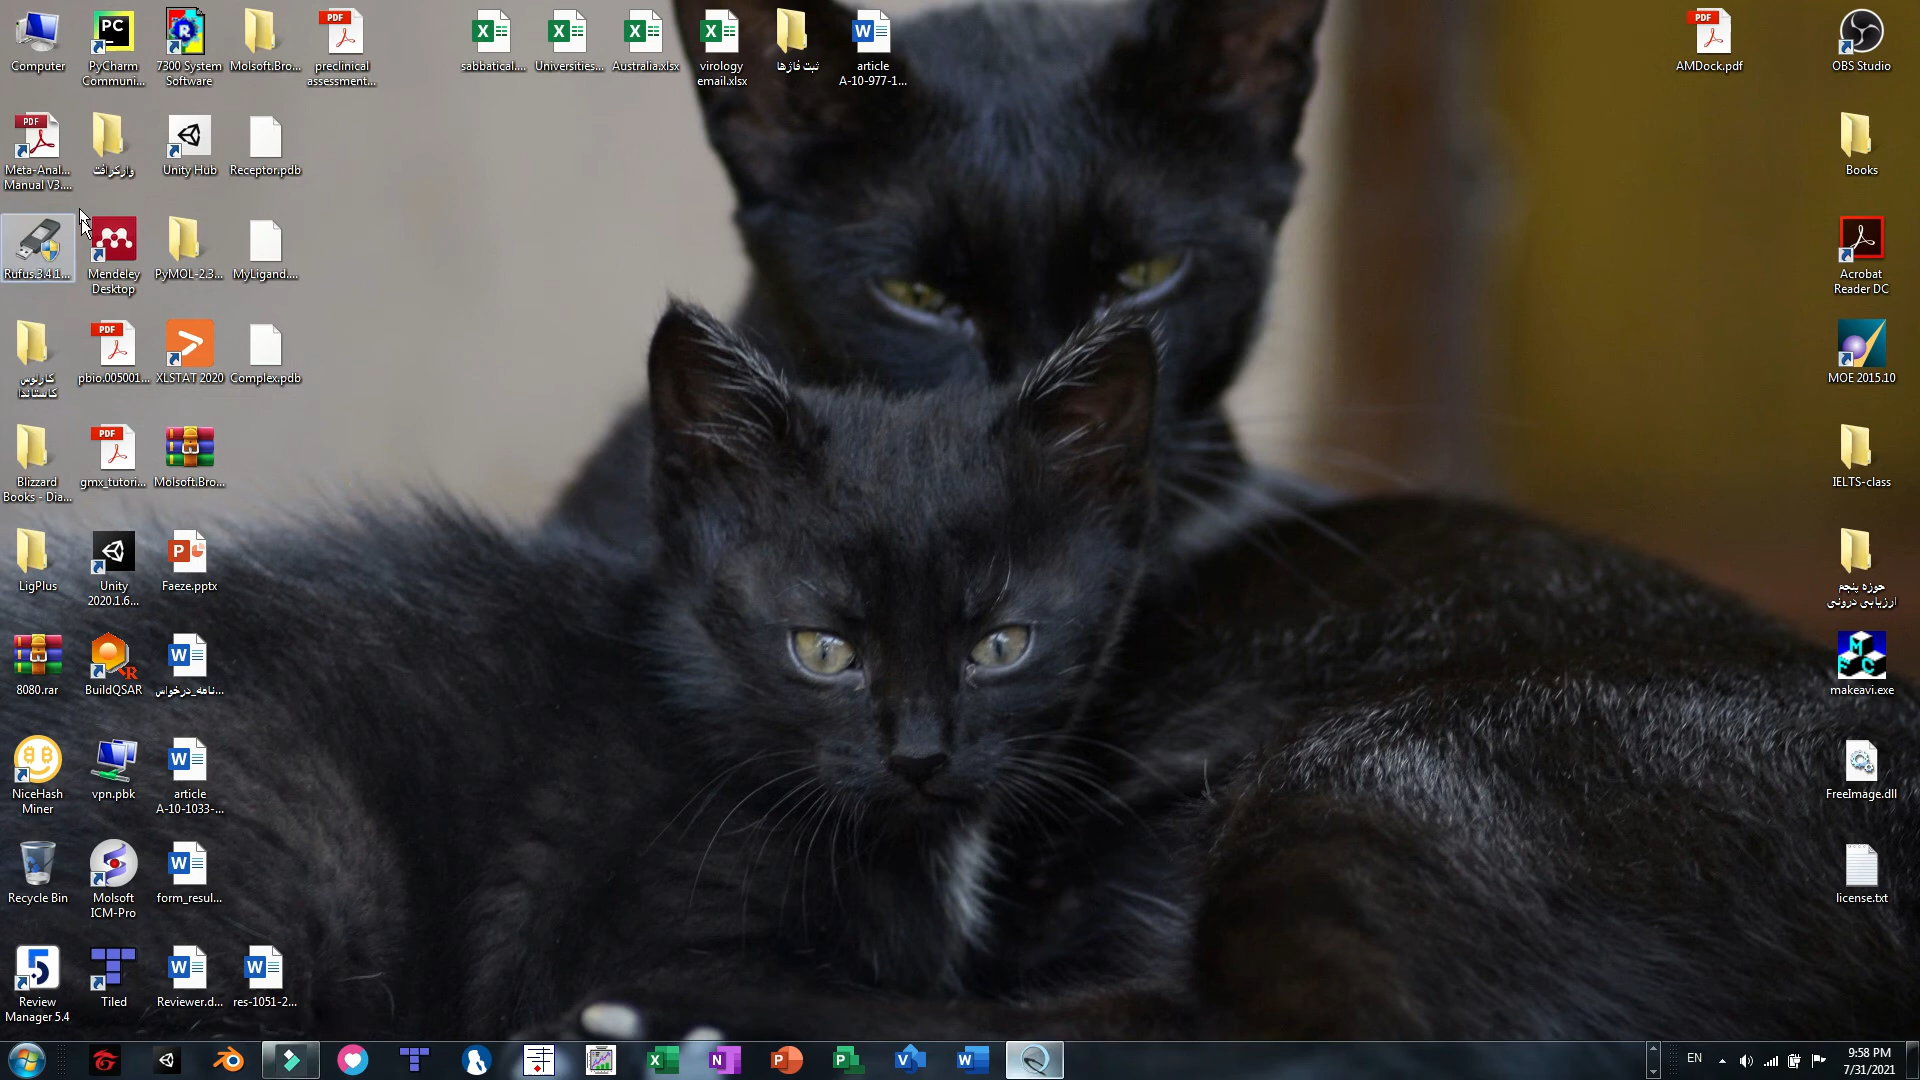 Computer
PyCharm
Communi...
7300 System
Software
Molsoft.Bro...
preclinical
assessment...
sabbatical....
Universities...
Australia.xlsx
virology
email.xlsx
ثبت فاژها
article
A-10-977-1...
AMDock.pdf
OBS Studio
Meta-Anal...
Manual V3....
وارکرافت
Unity Hub
Receptor.pdb
Books
Rufus.3.4.1...
Mendeley
Desktop
PyMOL-2.3...
MyLigand....
Acrobat
Reader DC
کارلوس
کاستاندا
pbio.005001...
XLSTAT 2020
Complex.pdb
MOE 2015.10
Blizzard
Books - Dia...
gmx_tutori...
Molsoft.Bro...
IELTS-class
LigPlus
Unity
2020.1.6...
Faeze.pptx
حوزه پنجم
ارزیابی درونی
8080.rar
BuildQSAR
نامه_درخواس...
makeavi.exe
NiceHash
Miner
vpn.pbk
article
A-10-1033-...
FreeImage.dll
Recycle Bin
Molsoft
ICM-Pro
form_resul...
license.txt
Review
Manager 5.4
Tiled
Reviewer.d...
res-1051-2...
EN
9:58 PM
7/31/2021